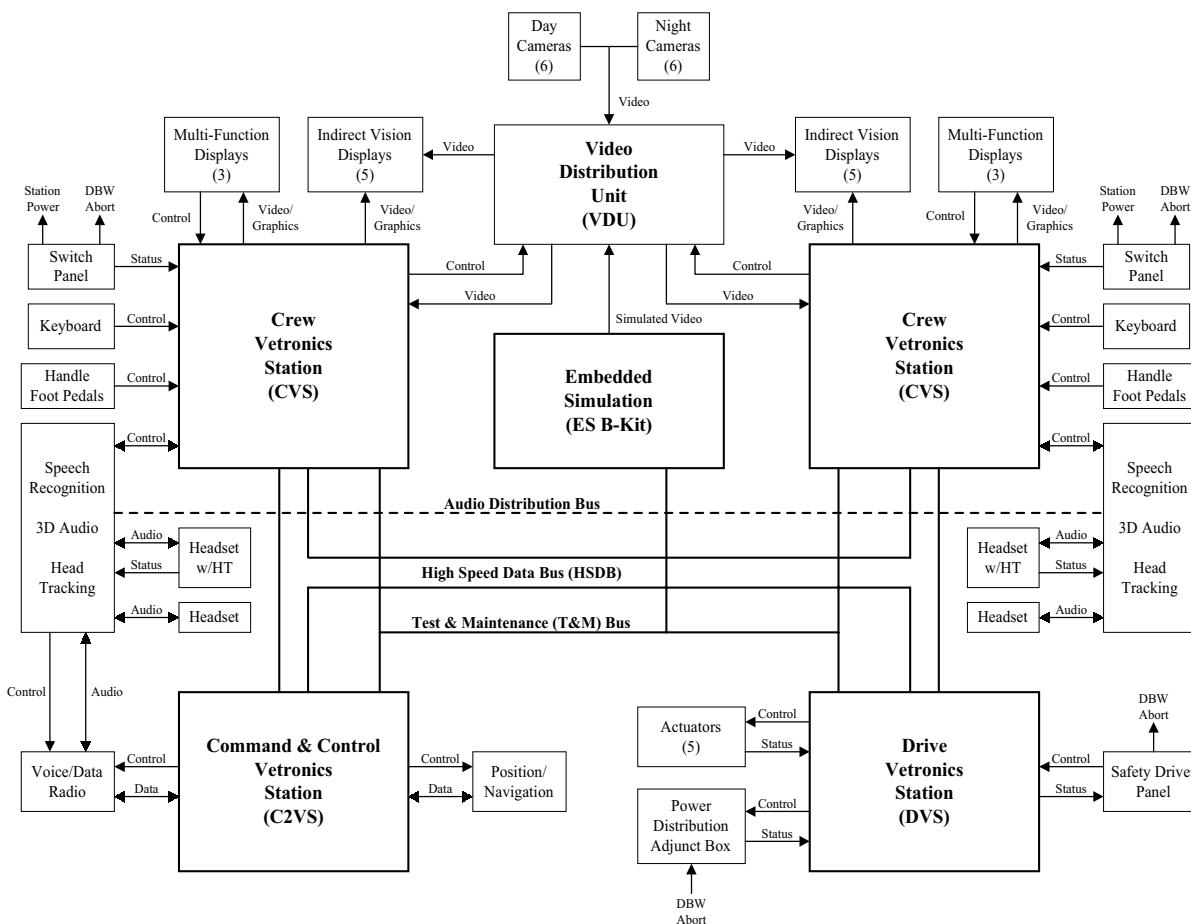 Day
Cameras
(6)
Night
Cameras
(6)
Video
Multi-Function
Displays
(3)
Indirect Vision
Displays
(5)
Video
Video
Distribution
Unit
(VDU)
Video
Indirect Vision
Displays
(5)
Multi-Function
Displays
(3)
Station
Power
DBW
Abort
Control
Video/
Graphics
Video/
Graphics
Video/
Graphics
Control
Video/
Graphics
Station
Power
DBW
Abort
Switch
Panel
Status
Control
Video
Control
Video
Status
Switch
Panel
Simulated Video
Keyboard
Control
Crew
Vetronics
Station
(CVS)
Embedded
Simulation
(ES B-Kit)
Crew
Vetronics
Station
(CVS)
Control
Keyboard
Handle
Foot Pedals
Control
Control
Handle
Foot Pedals
Control
Control
Speech
Recognition
3D Audio
Head
Tracking
Audio
Status
Headset
w/HT
Audio
Headset
Audio Distribution Bus
High Speed Data Bus (HSDB)
Test & Maintenance (T&M) Bus
Headset
w/HT
Audio
Status
Headset
Audio
Speech
Recognition
3D Audio
Head
Tracking
Control
Audio
Voice/Data
Radio
Control
Data
Command & Control
Vetronics
Station
(C2VS)
Control
Data
Position/
Navigation
Actuators
(5)
Control
Status
Power
Distribution
Adjunct Box
Control
Status
DBW
Abort
Drive
Vetronics
Station
(DVS)
Control
Status
DBW
Abort
Safety Driver
Panel